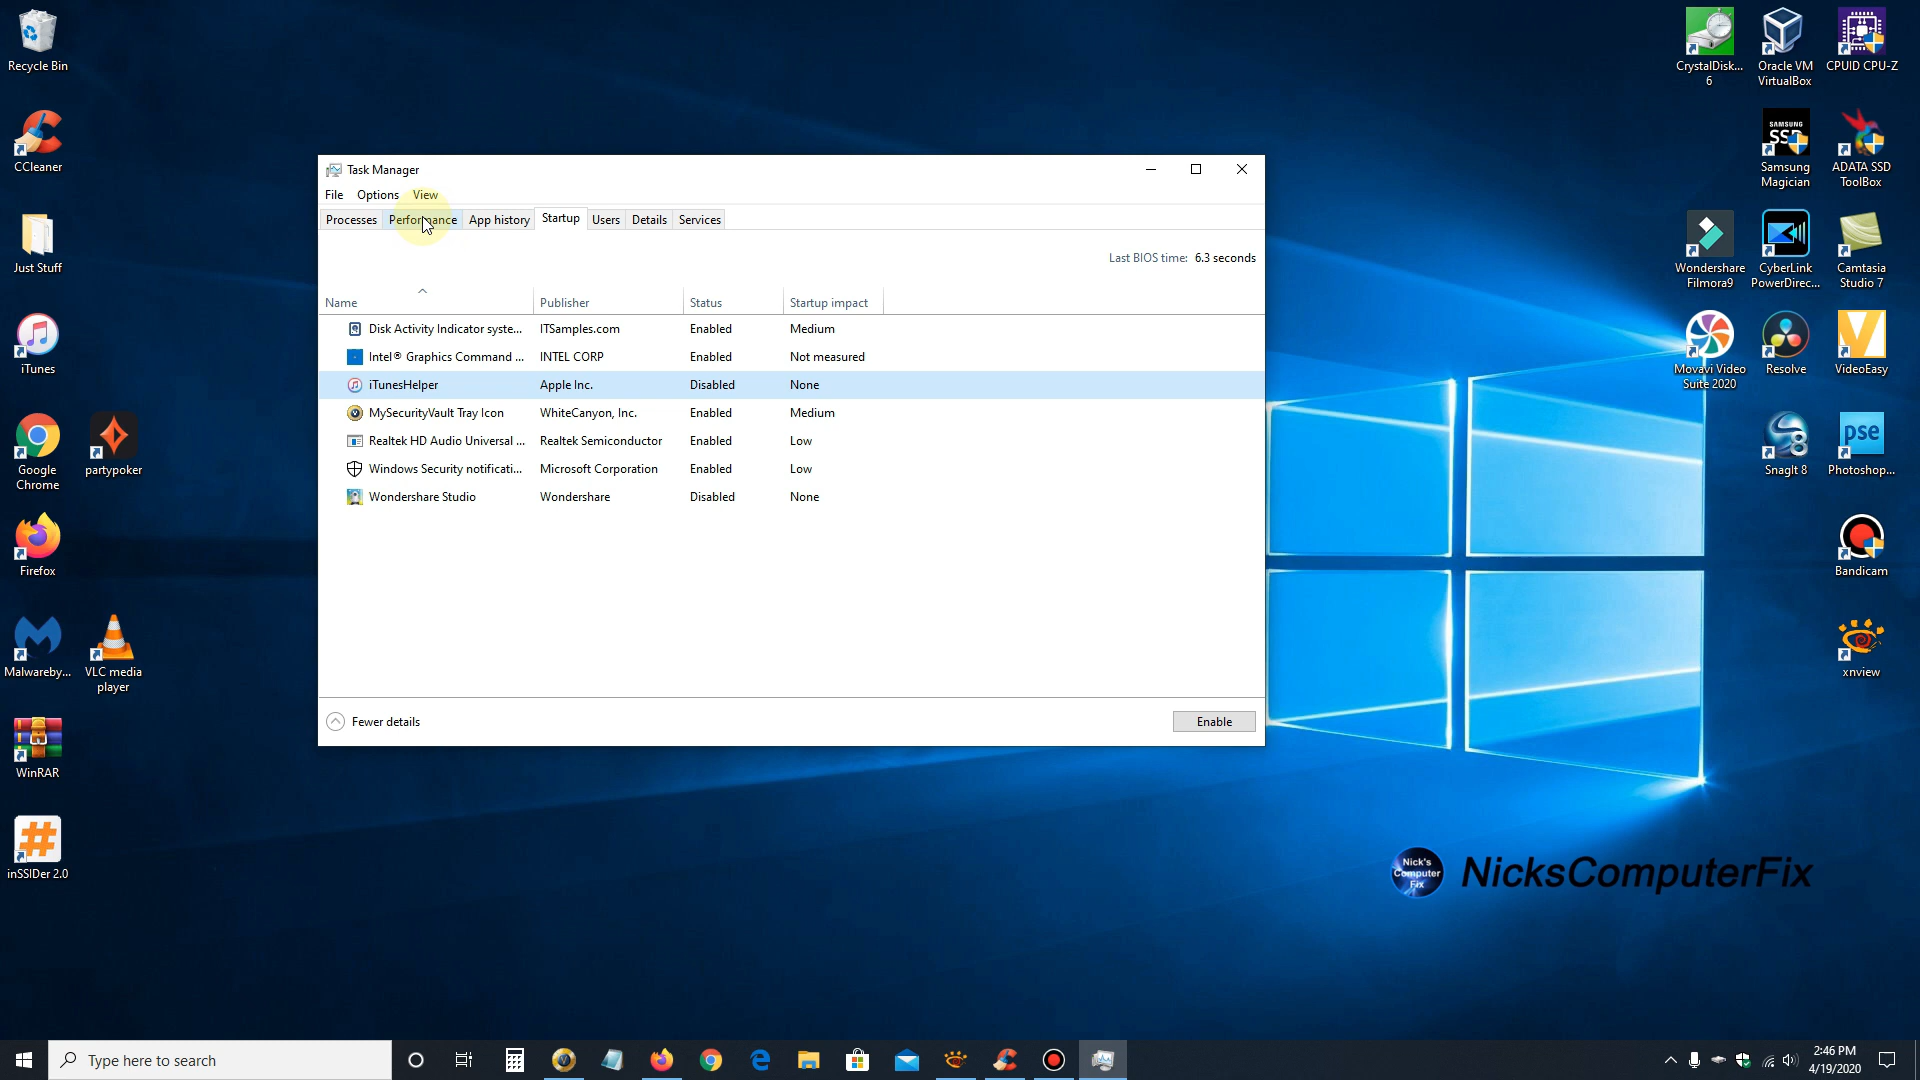 Recycle Bin
CCleaner
Just Stuff
iTunes
Google
Chrome
partypoker
Firefox
Malwareby...
VLC media
player
WinRAR
inSSIDer 2.0
Task Manager
File Options View
Processes Performance App history Startup Users Details Services
Last BIOS time: 6.3 seconds
Name Publisher Status Startup impact
Disk Activity Indicator syste... ITSamples.com Enabled Medium
Intel® Graphics Command ... INTEL CORP Enabled Not measured
iTunesHelper Apple Inc. Disabled None
MySecurityVault Tray Icon WhiteCanyon, Inc. Enabled Medium
Realtek HD Audio Universal ... Realtek Semiconductor Enabled Low
Windows Security notificati... Microsoft Corporation Enabled Low
Wondershare Studio Wondershare Disabled None
Fewer details Enable
CrystalDisk...
6
Oracle VM
VirtualBox
CPUID CPU-Z
SAMSUNG
SSD
Samsung
Magician
ADATA SSD
ToolBox
Wondershare
Filmora9
CyberLink
PowerDirec...
Camtasia
Studio 7
Movavi Video
Suite 2020
Resolve
VideoEasy
8
SnagIt 8
pse
Photoshop...
Bandicam
xnview
Nick's
Computer
Fix
NicksComputerFix
Type here to search
2:46 PM
4/19/2020